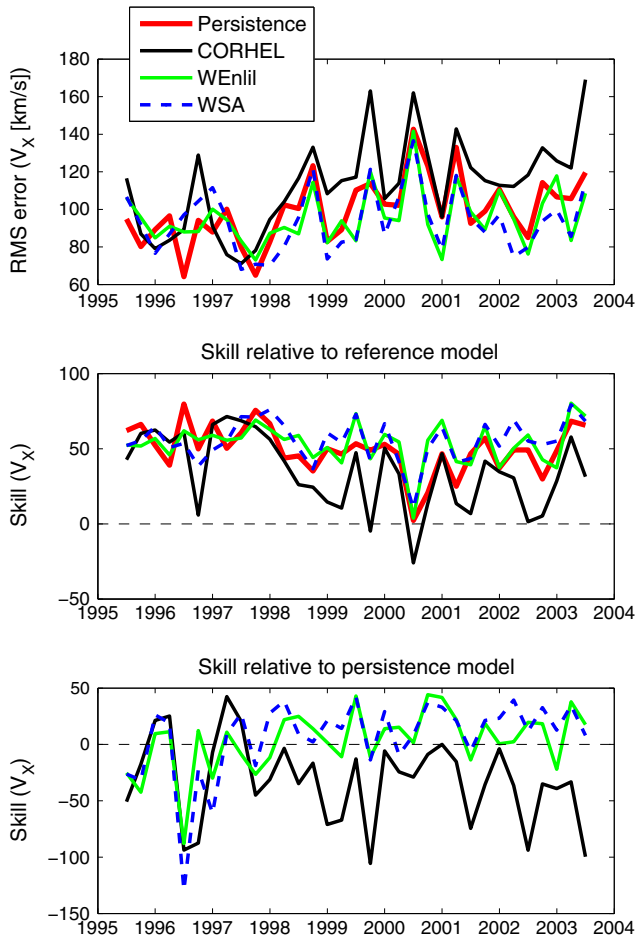 Persistence
CORHEL
WEnlil
WSA
RMS error (V_X [km/s])
180
160
140
120
100
80
60
1995 1996 1997 1998 1999 2000 2001 2002 2003 2004
Skill relative to reference model
Skill (V_X)
100
50
0
−50
1995 1996 1997 1998 1999 2000 2001 2002 2003 2004
Skill relative to persistence model
Skill (V_X)
50
0
−50
−100
−150
1995 1996 1997 1998 1999 2000 2001 2002 2003 2004